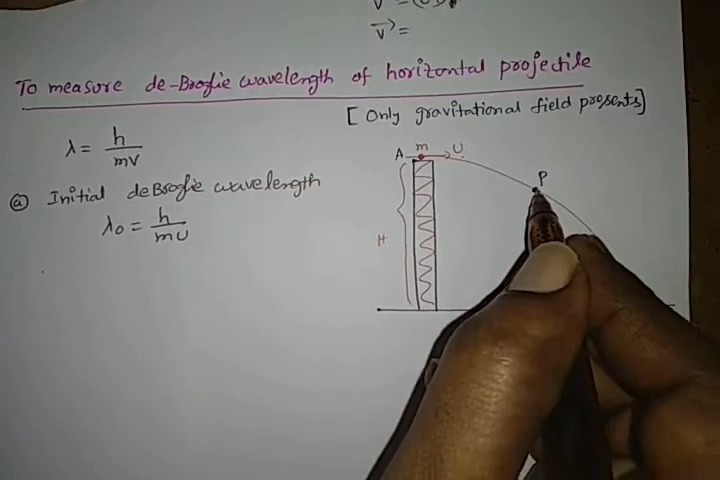 V⃗ =
To measure de-Broglie wavelength of horizontal projectile
[Only gravitational field presents]
λ = h/mv
A m U
P
ⓐ Initial deBroglie wavelength
λ₀ = h/mU
H